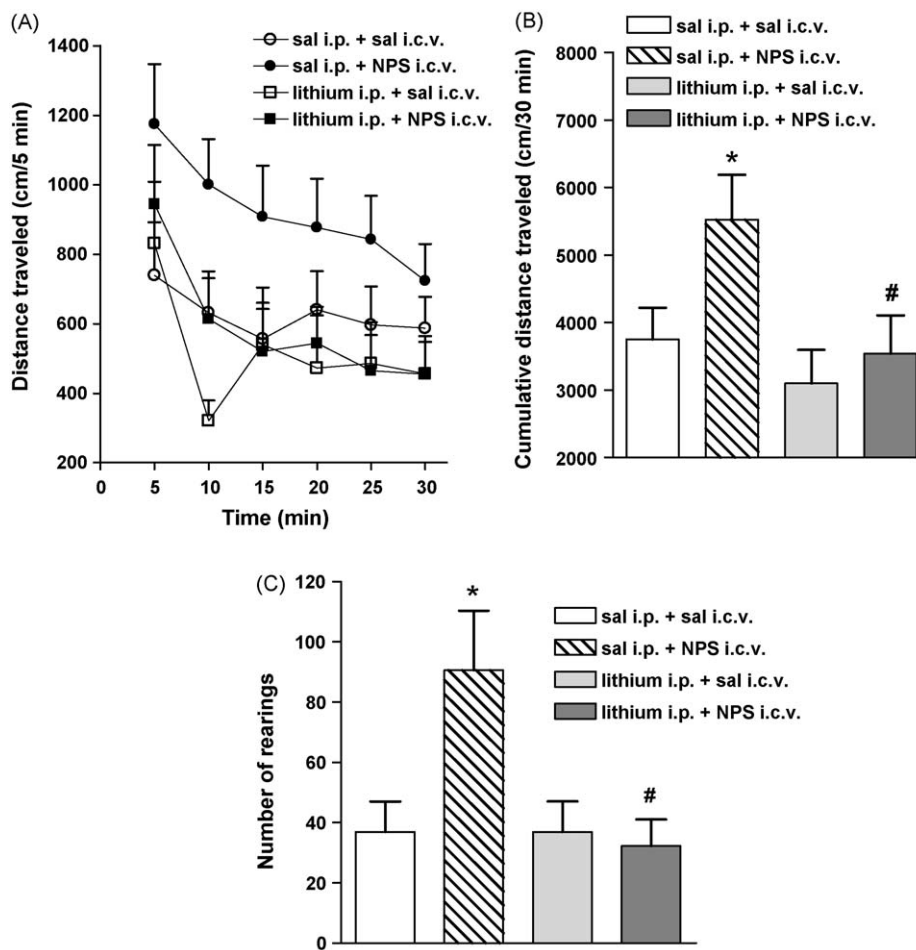 (A)
sal i.p. + sal i.c.v.
sal i.p. + NPS i.c.v.
lithium i.p. + sal i.c.v.
lithium i.p. + NPS i.c.v.
Distance traveled (cm/5 min)
1400
1200
1000
800
600
400
200
0 5 10 15 20 25 30
Time (min)
(B)
sal i.p. + sal i.c.v.
sal i.p. + NPS i.c.v.
lithium i.p. + sal i.c.v.
lithium i.p. + NPS i.c.v.
Cumulative distance traveled (cm/30 min)
8000
7000
6000
5000
4000
3000
2000
*
#
(C)
Number of rearings
120
100
80
60
40
20
0
*
#
sal i.p. + sal i.c.v.
sal i.p. + NPS i.c.v.
lithium i.p. + sal i.c.v.
lithium i.p. + NPS i.c.v.